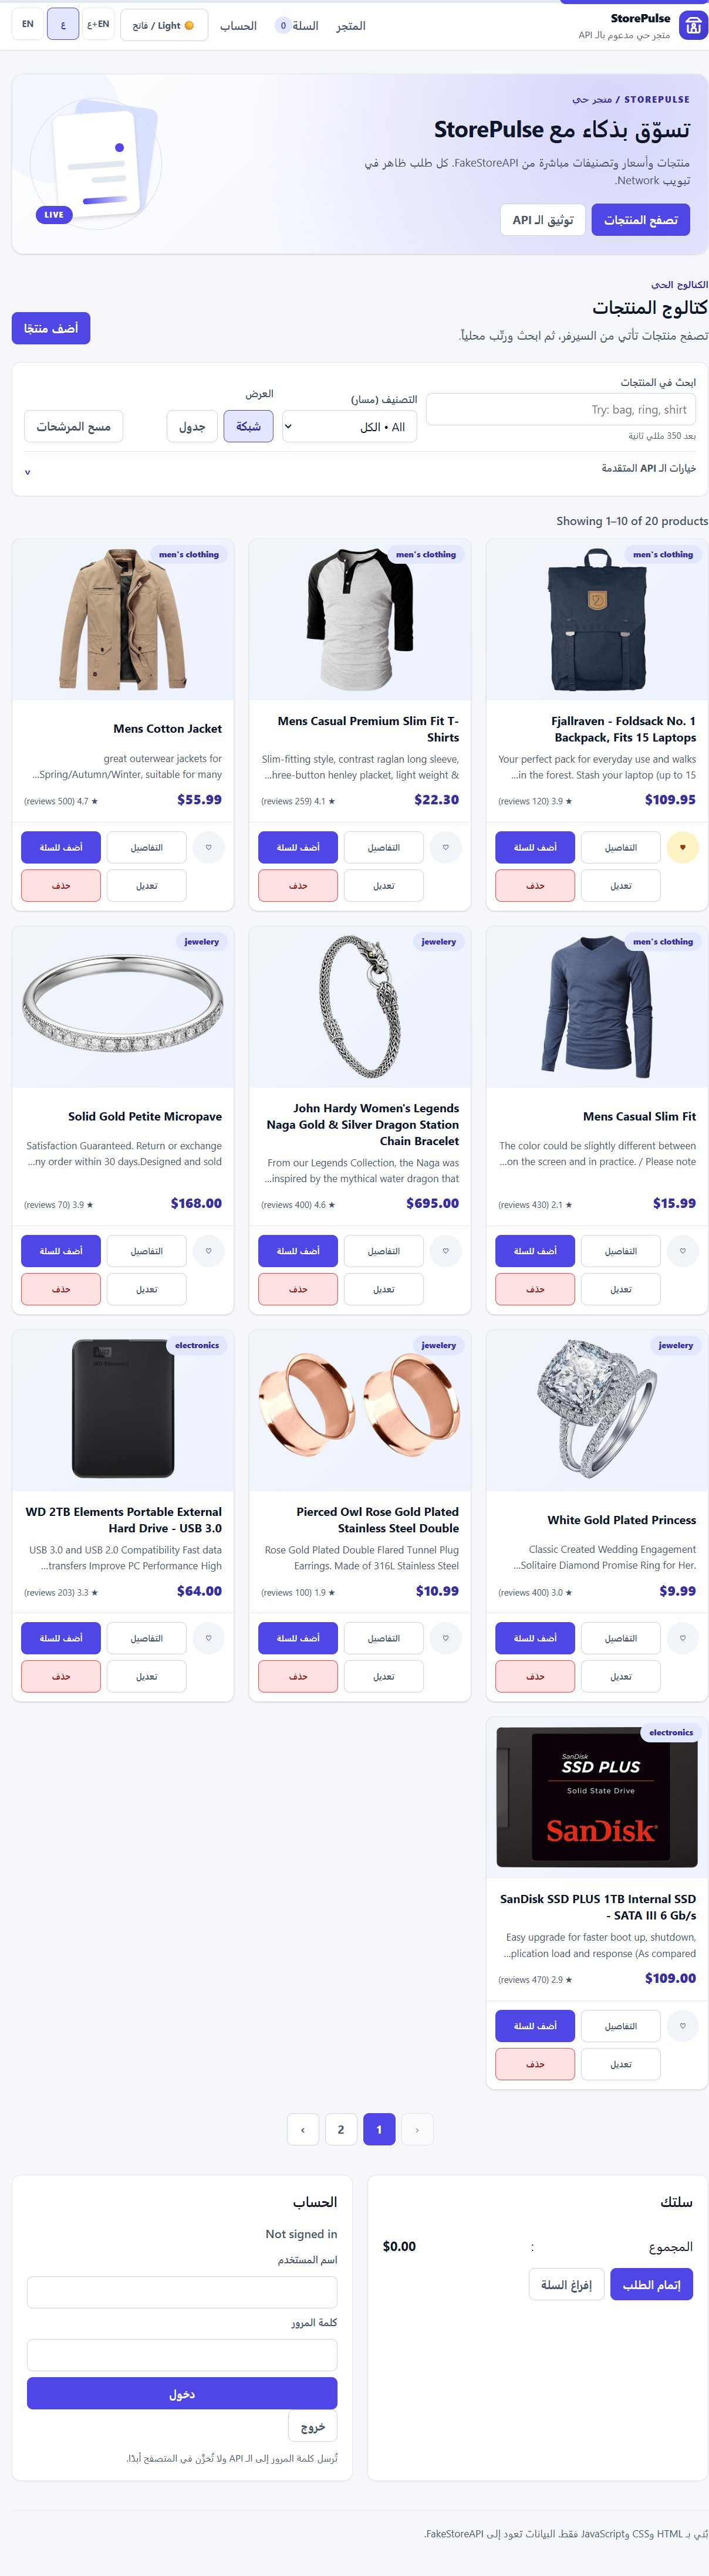 StorePulse
متجر حي مدعوم بالـ API
المتجر
السلة 0
الحساب
Light / فاتح
ع+EN
ع
EN
STOREPULSE / متجر حي
تسوّق بذكاء مع StorePulse
منتجات وأسعار وتصنيفات مباشرة من FakeStoreAPI. كل طلب ظاهر في
تبويب Network.
تصفح المنتجات
توثيق الـ API
LIVE
الكتالوج الحي
كتالوج المنتجات
تصفح منتجات تأتي من السيرفر، ثم ابحث ورتّب محلياً.
أضف منتجًا
ابحث في المنتجات
Try: bag, ring, shirt
بعد 350 مللي ثانية
التصنيف (مسار)
All • الكل
العرض
شبكة
جدول
مسح المرشحات
خيارات الـ API المتقدمة
Showing 1–10 of 20 products
men's clothing
Fjallraven - Foldsack No. 1
Backpack, Fits 15 Laptops
Your perfect pack for everyday use and walks
...in the forest. Stash your laptop (up to 15
$109.95
(reviews 120) 3.9 ★
التفاصيل
أضف للسلة
تعديل
حذف
men's clothing
Mens Casual Premium Slim Fit T-
Shirts
Slim-fitting style, contrast raglan long sleeve,
...hree-button henley placket, light weight &
$22.30
(reviews 259) 4.1 ★
التفاصيل
أضف للسلة
تعديل
حذف
men's clothing
Mens Cotton Jacket
great outerwear jackets for
...Spring/Autumn/Winter, suitable for many
$55.99
(reviews 500) 4.7 ★
التفاصيل
أضف للسلة
تعديل
حذف
men's clothing
Mens Casual Slim Fit
The color could be slightly different between
...on the screen and in practice. / Please note
$15.99
(reviews 430) 2.1 ★
التفاصيل
أضف للسلة
تعديل
حذف
jewelery
John Hardy Women's Legends
Naga Gold & Silver Dragon Station
Chain Bracelet
From our Legends Collection, the Naga was
...inspired by the mythical water dragon that
$695.00
(reviews 400) 4.6 ★
التفاصيل
أضف للسلة
تعديل
حذف
jewelery
Solid Gold Petite Micropave
Satisfaction Guaranteed. Return or exchange
...ny order within 30 days.Designed and sold
$168.00
(reviews 70) 3.9 ★
التفاصيل
أضف للسلة
تعديل
حذف
jewelery
White Gold Plated Princess
Classic Created Wedding Engagement
...Solitaire Diamond Promise Ring for Her.
$9.99
(reviews 400) 3.0 ★
التفاصيل
أضف للسلة
تعديل
حذف
jewelery
Pierced Owl Rose Gold Plated
Stainless Steel Double
Rose Gold Plated Double Flared Tunnel Plug
Earrings. Made of 316L Stainless Steel
$10.99
(reviews 100) 1.9 ★
التفاصيل
أضف للسلة
تعديل
حذف
electronics
WD 2TB Elements Portable External
Hard Drive - USB 3.0
USB 3.0 and USB 2.0 Compatibility Fast data
...transfers Improve PC Performance High
$64.00
(reviews 203) 3.3 ★
التفاصيل
أضف للسلة
تعديل
حذف
electronics
SanDisk
SSD PLUS
Solid State Drive
SanDisk
SanDisk SSD PLUS 1TB Internal SSD
- SATA III 6 Gb/s
Easy upgrade for faster boot up, shutdown,
...plication load and response (As compared
$109.00
(reviews 470) 2.9 ★
التفاصيل
أضف للسلة
تعديل
حذف
‹
1
2
›
سلتك
المجموع : $0.00
إتمام الطلب
إفراغ السلة
الحساب
Not signed in
اسم المستخدم
كلمة المرور
دخول
خروج
تُرسل كلمة المرور إلى الـ API ولا تُخزَّن في المتصفح أبدًا.
بُني بـ HTML وCSS وJavaScript فقط. البيانات تعود إلى FakeStoreAPI.